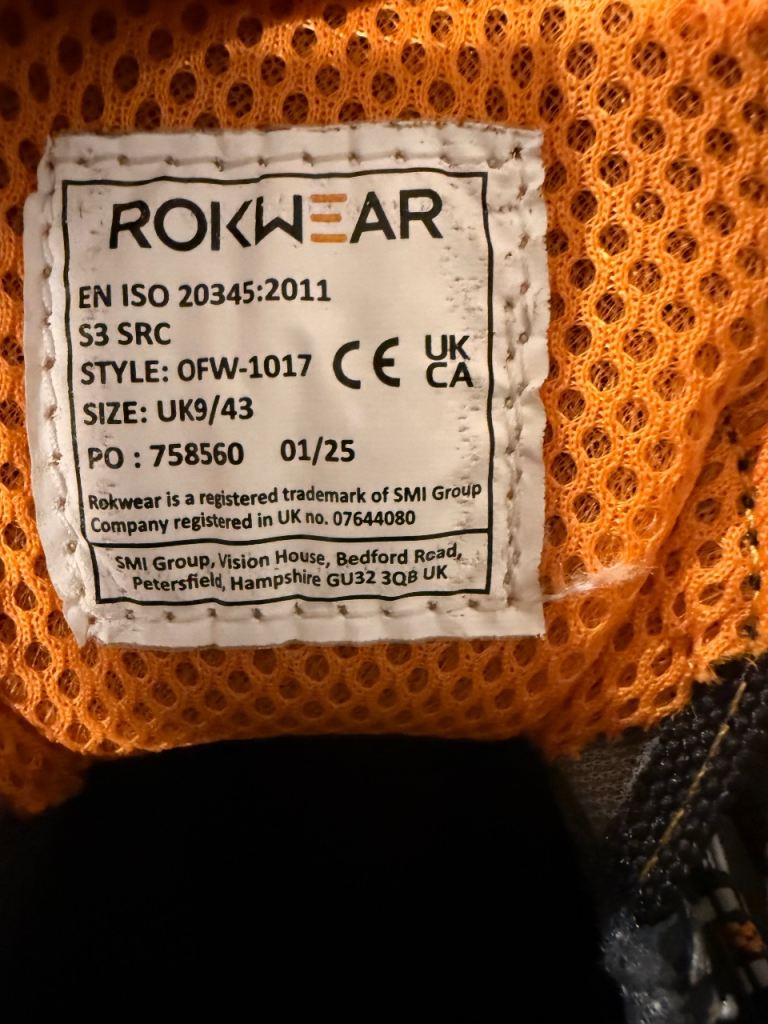 ROKWEAR
EN ISO 20345:2011
S3 SRC
STYLE: OFW-1017
CE
UK
CA
SIZE: UK9/43
PO : 758560 01/25
Rokwear is a registered trademark of SMI Group
Company registered in UK no. 07644080
SMI Group, Vision House, Bedford Road,
Petersfield, Hampshire GU32 3QB UK